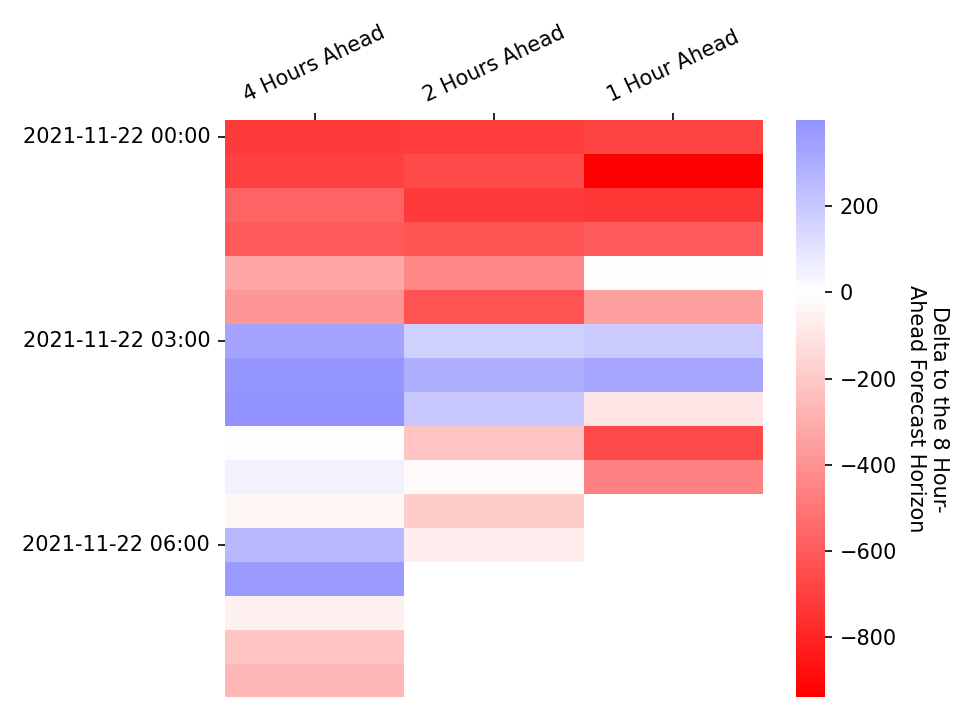 4 Hours Ahead
2 Hours Ahead
1 Hour Ahead
2021-11-22 00:00
2021-11-22 03:00
2021-11-22 06:00
200
0
−200
−400
−600
−800
Delta to the 8 Hour-
Ahead Forecast Horizon